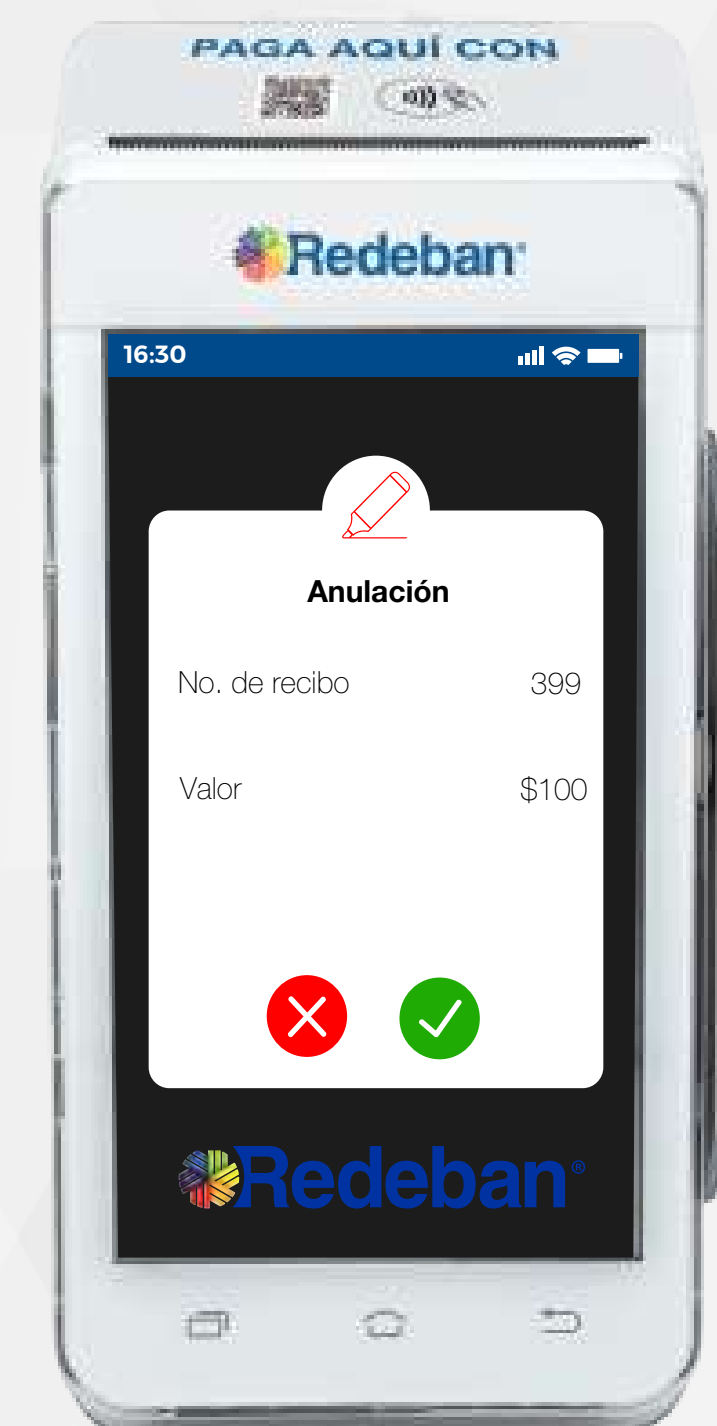 PAGA AQUÍ CON
Redeban
16:30
Anulación
No. de recibo 399
Valor $100
Redeban®